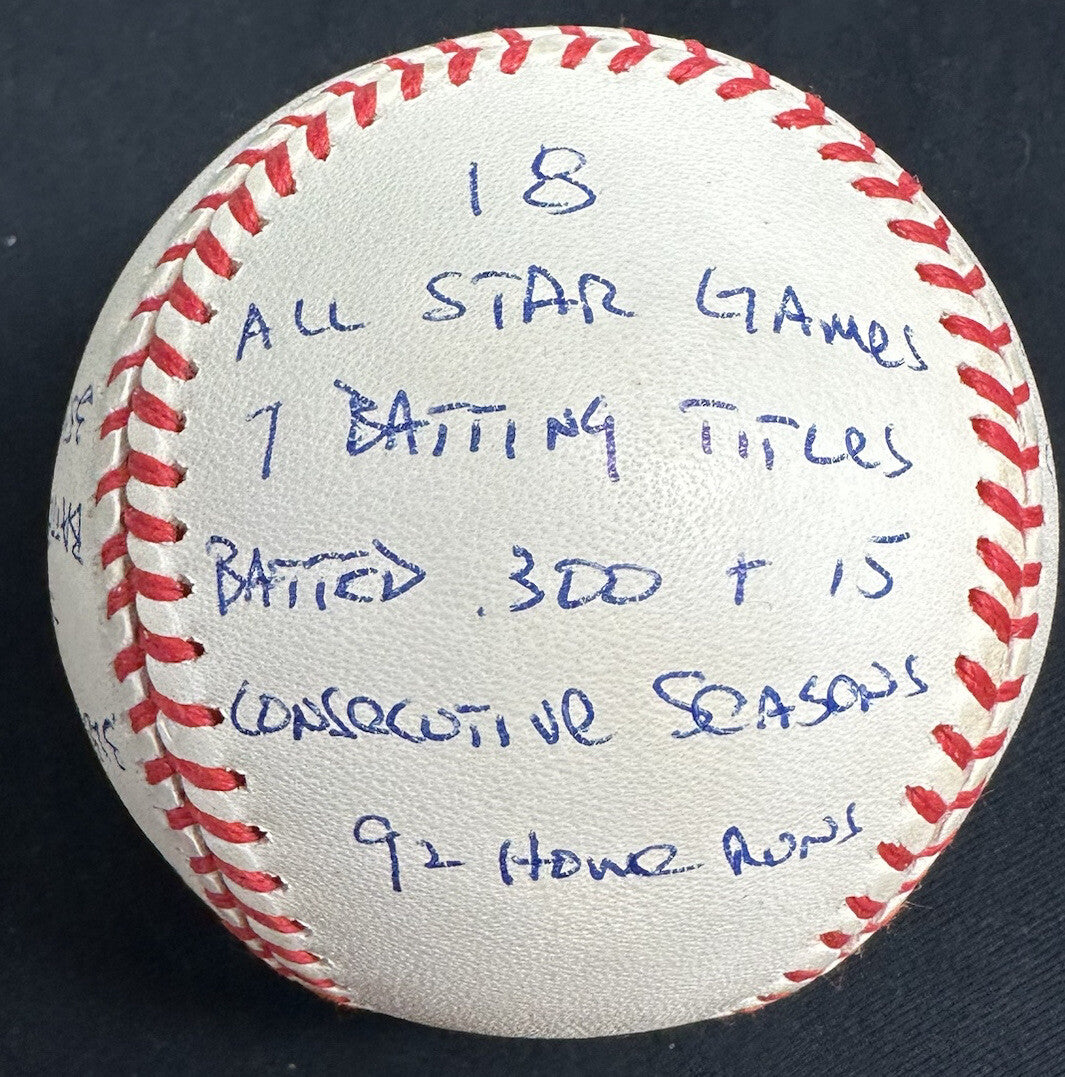 18
ALL STAR GAMES
7 BATTING TITLES
BATTED .300 + 15
CONSECUTIVE SEASONS
92 HOME RUNS